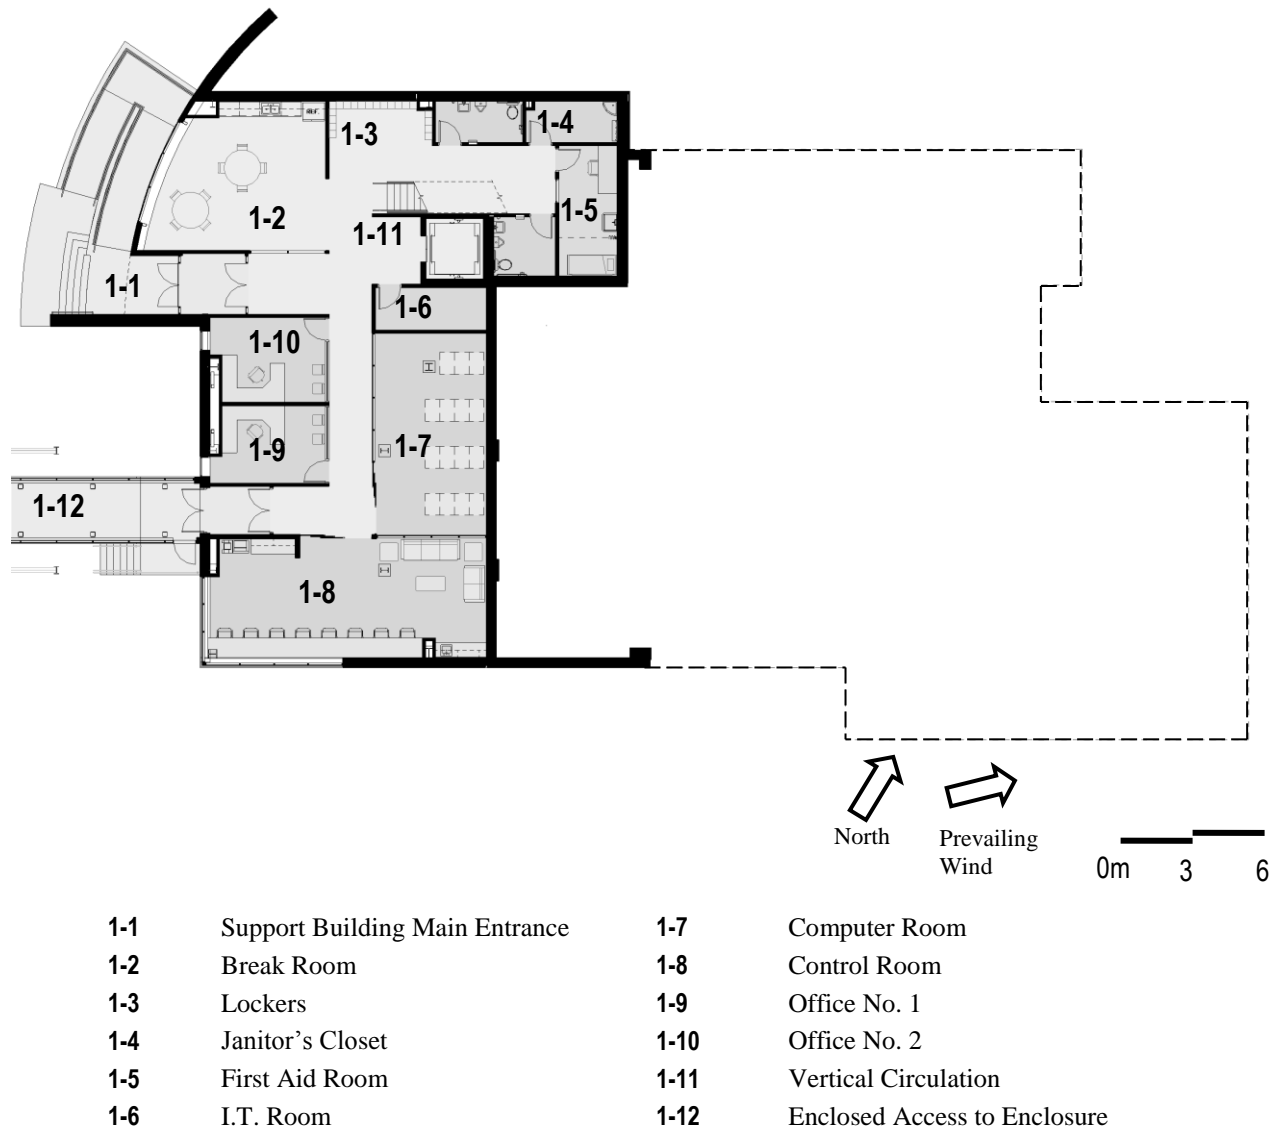 1-3
1-4
1-2
1-5
1-11
1-1
1-6
1-10
1-9
1-7
1-12
1-8
North
Prevailing
Wind
0m 3 6
1-1 Support Building Main Entrance
1-2 Break Room
1-3 Lockers
1-4 Janitor’s Closet
1-5 First Aid Room
1-6 I.T. Room
1-7 Computer Room
1-8 Control Room
1-9 Office No. 1
1-10 Office No. 2
1-11 Vertical Circulation
1-12 Enclosed Access to Enclosure